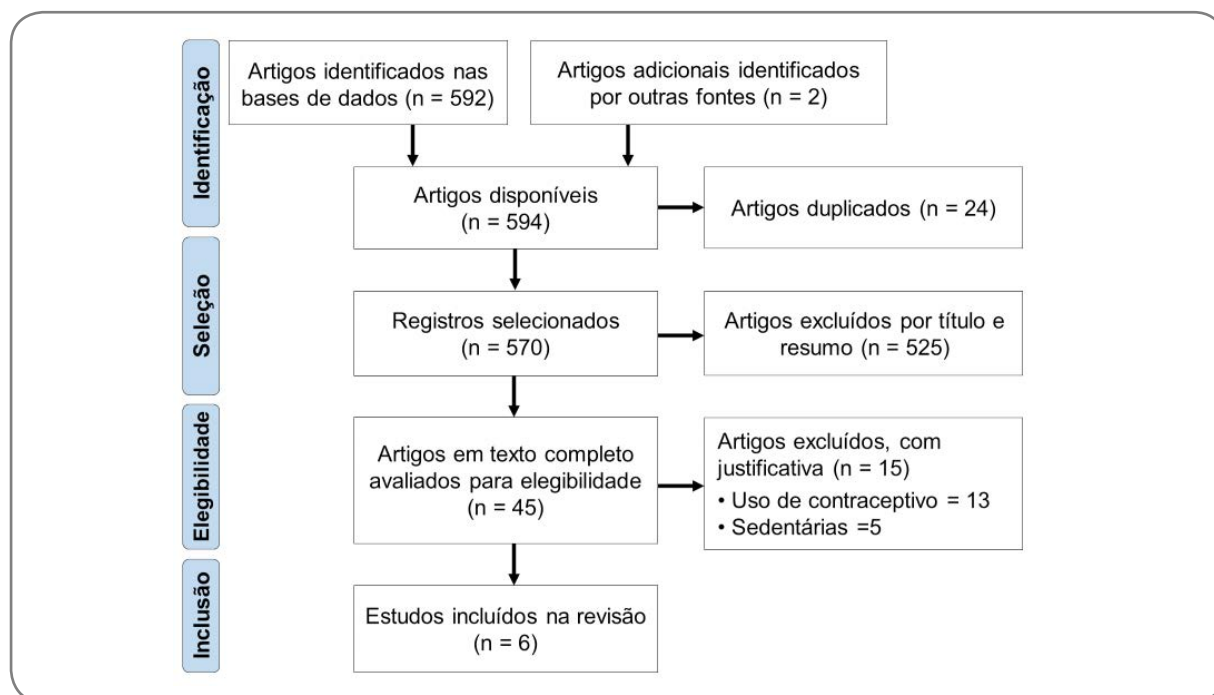 Identificação
Artigos identificados nas
bases de dados (n = 592)
Artigos adicionais identificados
por outras fontes (n = 2)
Artigos disponíveis
(n = 594)
Artigos duplicados (n = 24)
Seleção
Registros selecionados
(n = 570)
Artigos excluídos por título e
resumo (n = 525)
Elegibilidade
Artigos em texto completo
avaliados para elegibilidade
(n = 45)
Artigos excluídos, com
justificativa (n = 15)
• Uso de contraceptivo = 13
• Sedentárias =5
Inclusão
Estudos incluídos na revisão
(n = 6)